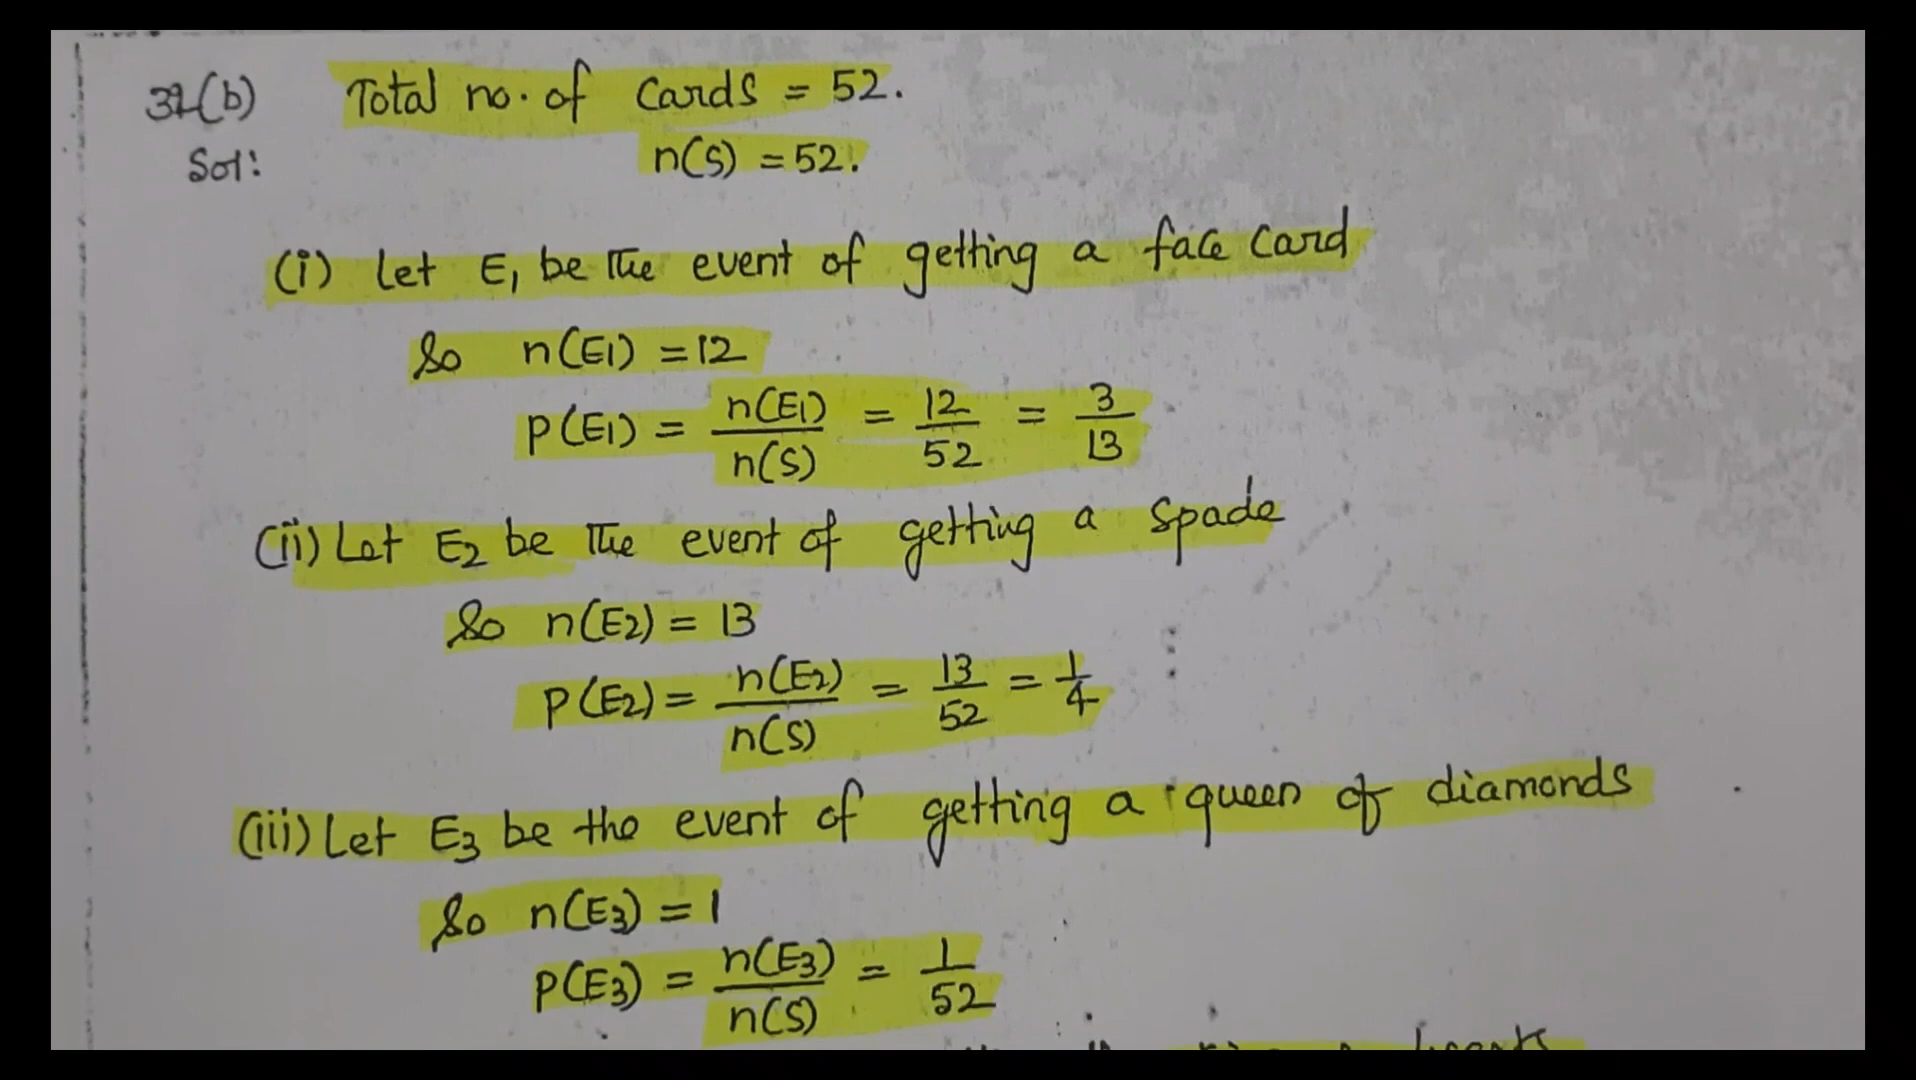 32(b) Total no. of Cards = 52.
Sol: n(S) = 52.
(i) Let E1 be the event of getting a face Card
So n(E1) = 12
P(E1) = n(E1)/n(S) = 12/52 = 3/13
(ii) Let E2 be the event of getting a Spade
So n(E2) = 13
P(E2) = n(E2)/n(S) = 13/52 = 1/4
(iii) Let E3 be the event of getting a queen of diamonds
So n(E3) = 1
P(E3) = n(E3)/n(S) = 1/52